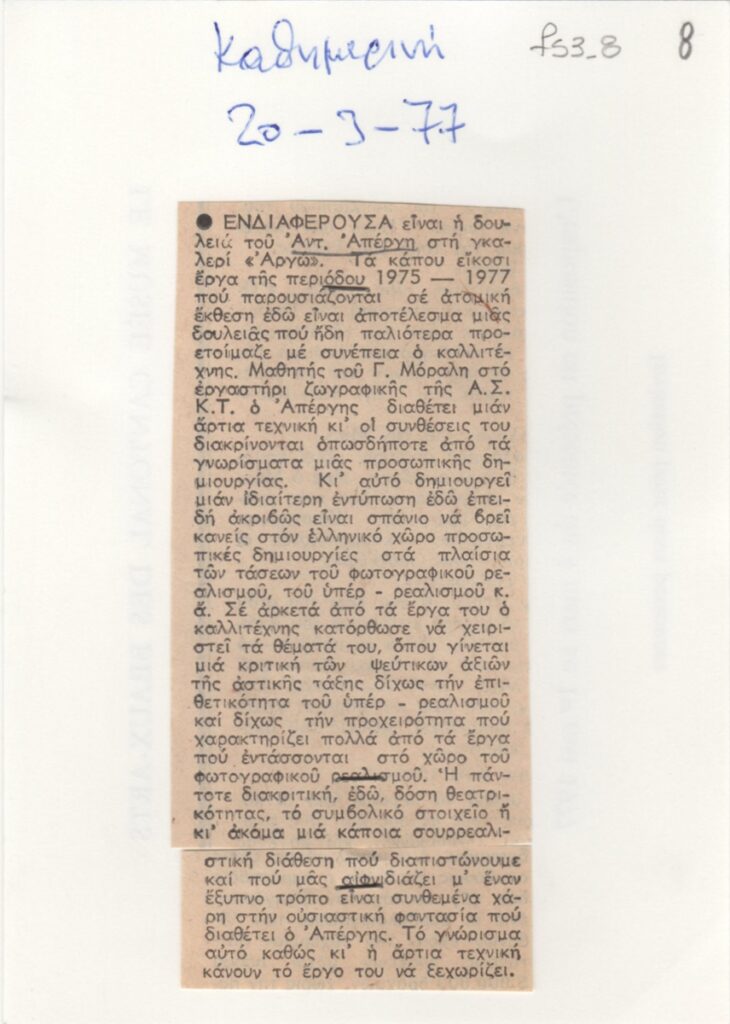 Καθημερινή
fs3_8
8
20-3-77
● ΕΝΔΙΑΦΕΡΟΥΣΑ εἶναι ἡ δου-
λειά τοῦ Ἀντ. Ἀπέργη στή γκα-
λερί «Ἀργώ». Τά κάπου εἴκοσι
ἔργα τῆς περιόδου 1975 — 1977
πού παρουσιάζονται σέ ἀτομική
ἔκθεση ἐδῶ εἶναι ἀποτέλεσμα μιᾶς
δουλειᾶς πού ἤδη παλιότερα προ-
ετοίμαζε μέ συνέπεια ὁ καλλιτέ-
χνης. Μαθητής τοῦ Γ. Μόραλη στό
ἐργαστήρι ζωγραφικῆς τῆς Α.Σ.
Κ.Τ. ὁ Ἀπέργης διαθέτει μιάν
ἄρτια τεχνική κι' οἱ συνθέσεις του
διακρίνονται ὁπωσδήποτε ἀπό τά
γνωρίσματα μιᾶς προσωπικῆς δη-
μιουργίας. Κι' αὐτό δημιουργεῖ
μιάν ἰδιαίτερη ἐντύπωση ἐδῶ ἐπει-
δή ἀκριβῶς εἶναι σπάνιο νά βρεῖ
κανείς στόν ἑλληνικό χῶρο προσω-
πικές δημιουργίες στά πλαίσια
τῶν τάσεων τοῦ φωτογραφικοῦ ρε-
αλισμοῦ, τοῦ ὑπέρ - ρεαλισμοῦ κ.
ἄ. Σέ ἀρκετά ἀπό τά ἔργα του ὁ
καλλιτέχνης κατόρθωσε νά χειρι-
στεῖ τά θέματά του, ὅπου γίνεται
μιά κριτική τῶν ψεύτικων ἀξιῶν
τῆς ἀστικῆς τάξης δίχως τήν ἐπι-
θετικότητα τοῦ ὑπέρ - ρεαλισμοῦ
καί δίχως τήν προχειρότητα πού
χαρακτηρίζει πολλά ἀπό τά ἔργα
πού ἐντάσσονται στό χῶρο τοῦ
φωτογραφικοῦ ρεαλισμοῦ. Ἡ πάν-
τοτε διακριτική, ἐδῶ, δόση θεατρι-
κότητας, τό συμβολικό στοιχεῖο ἤ
κι' ἀκόμα μιά κάποια σουρρεαλι-
στική διάθεση πού διαπιστώνουμε
καί πού μᾶς αἰφνιδιάζει μ' ἕναν
ἔξυπνο τρόπο εἶναι συνθεμένα χά-
ρη στήν οὐσιαστική φαντασία πού
διαθέτει ὁ Ἀπέργης. Τό γνώρισμα
αὐτό καθώς κι' ἡ ἄρτια τεχνική
κάνουν τό ἔργο του νά ξεχωρίζει.